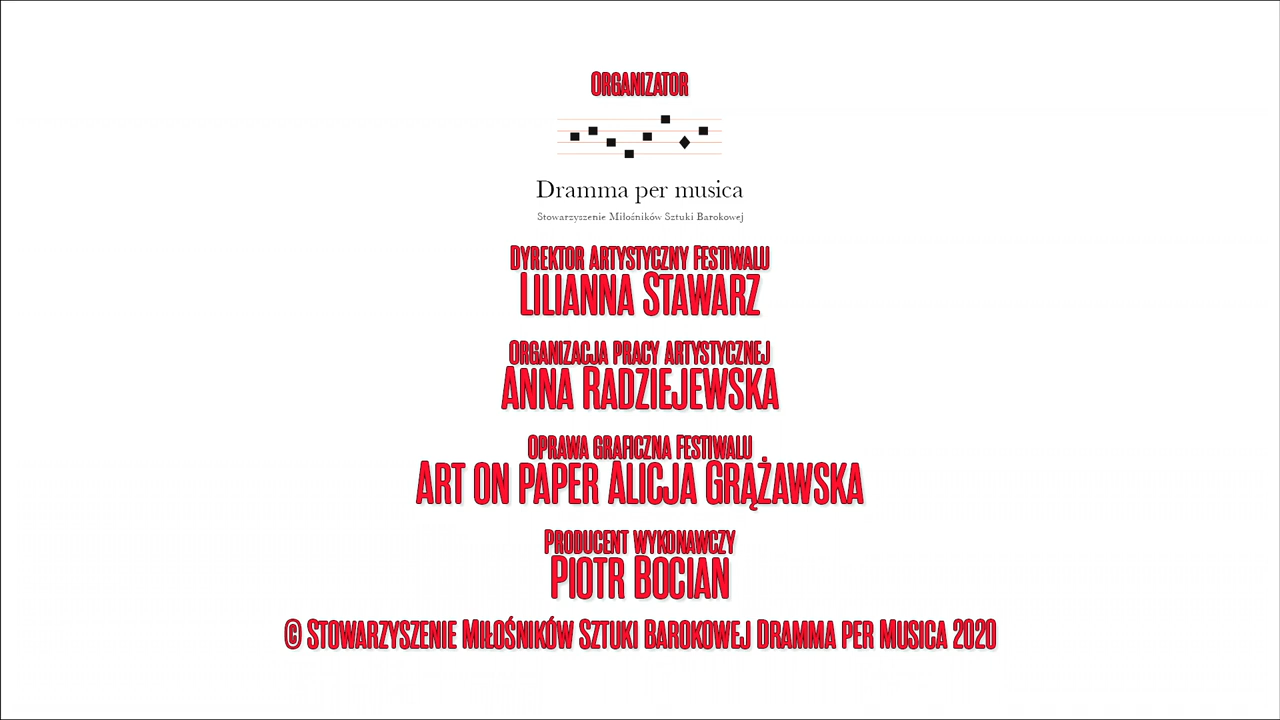 ORGANIZATOR
Dramma per musica
Stowarzyszenie Miłośników Sztuki Barokowej
DYREKTOR ARTYSTYCZNY FESTIWALU
LILIANNA STAWARZ
ORGANIZACJA PRACY ARTYSTYCZNEJ
ANNA RADZIEJEWSKA
OPRAWA GRAFICZNA FESTIWALU
ART ON PAPER ALICJA GRĄŻAWSKA
PRODUCENT WYKONAWCZY
PIOTR BOCIAN
© STOWARZYSZENIE MIŁOŚNIKÓW SZTUKI BAROKOWEJ DRAMMA PER MUSICA 2020